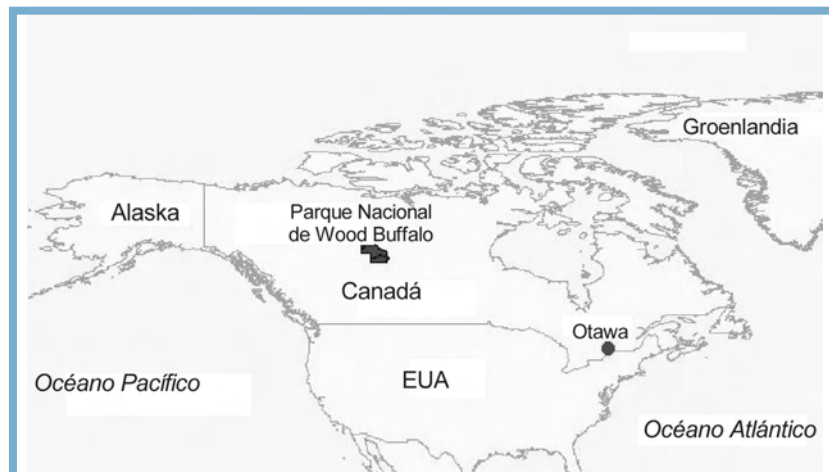 Groenlandia
Alaska
Parque Nacional
de Wood Buffalo
Canadá
Otawa
Océano Pacífico
EUA
Océano Atlántico